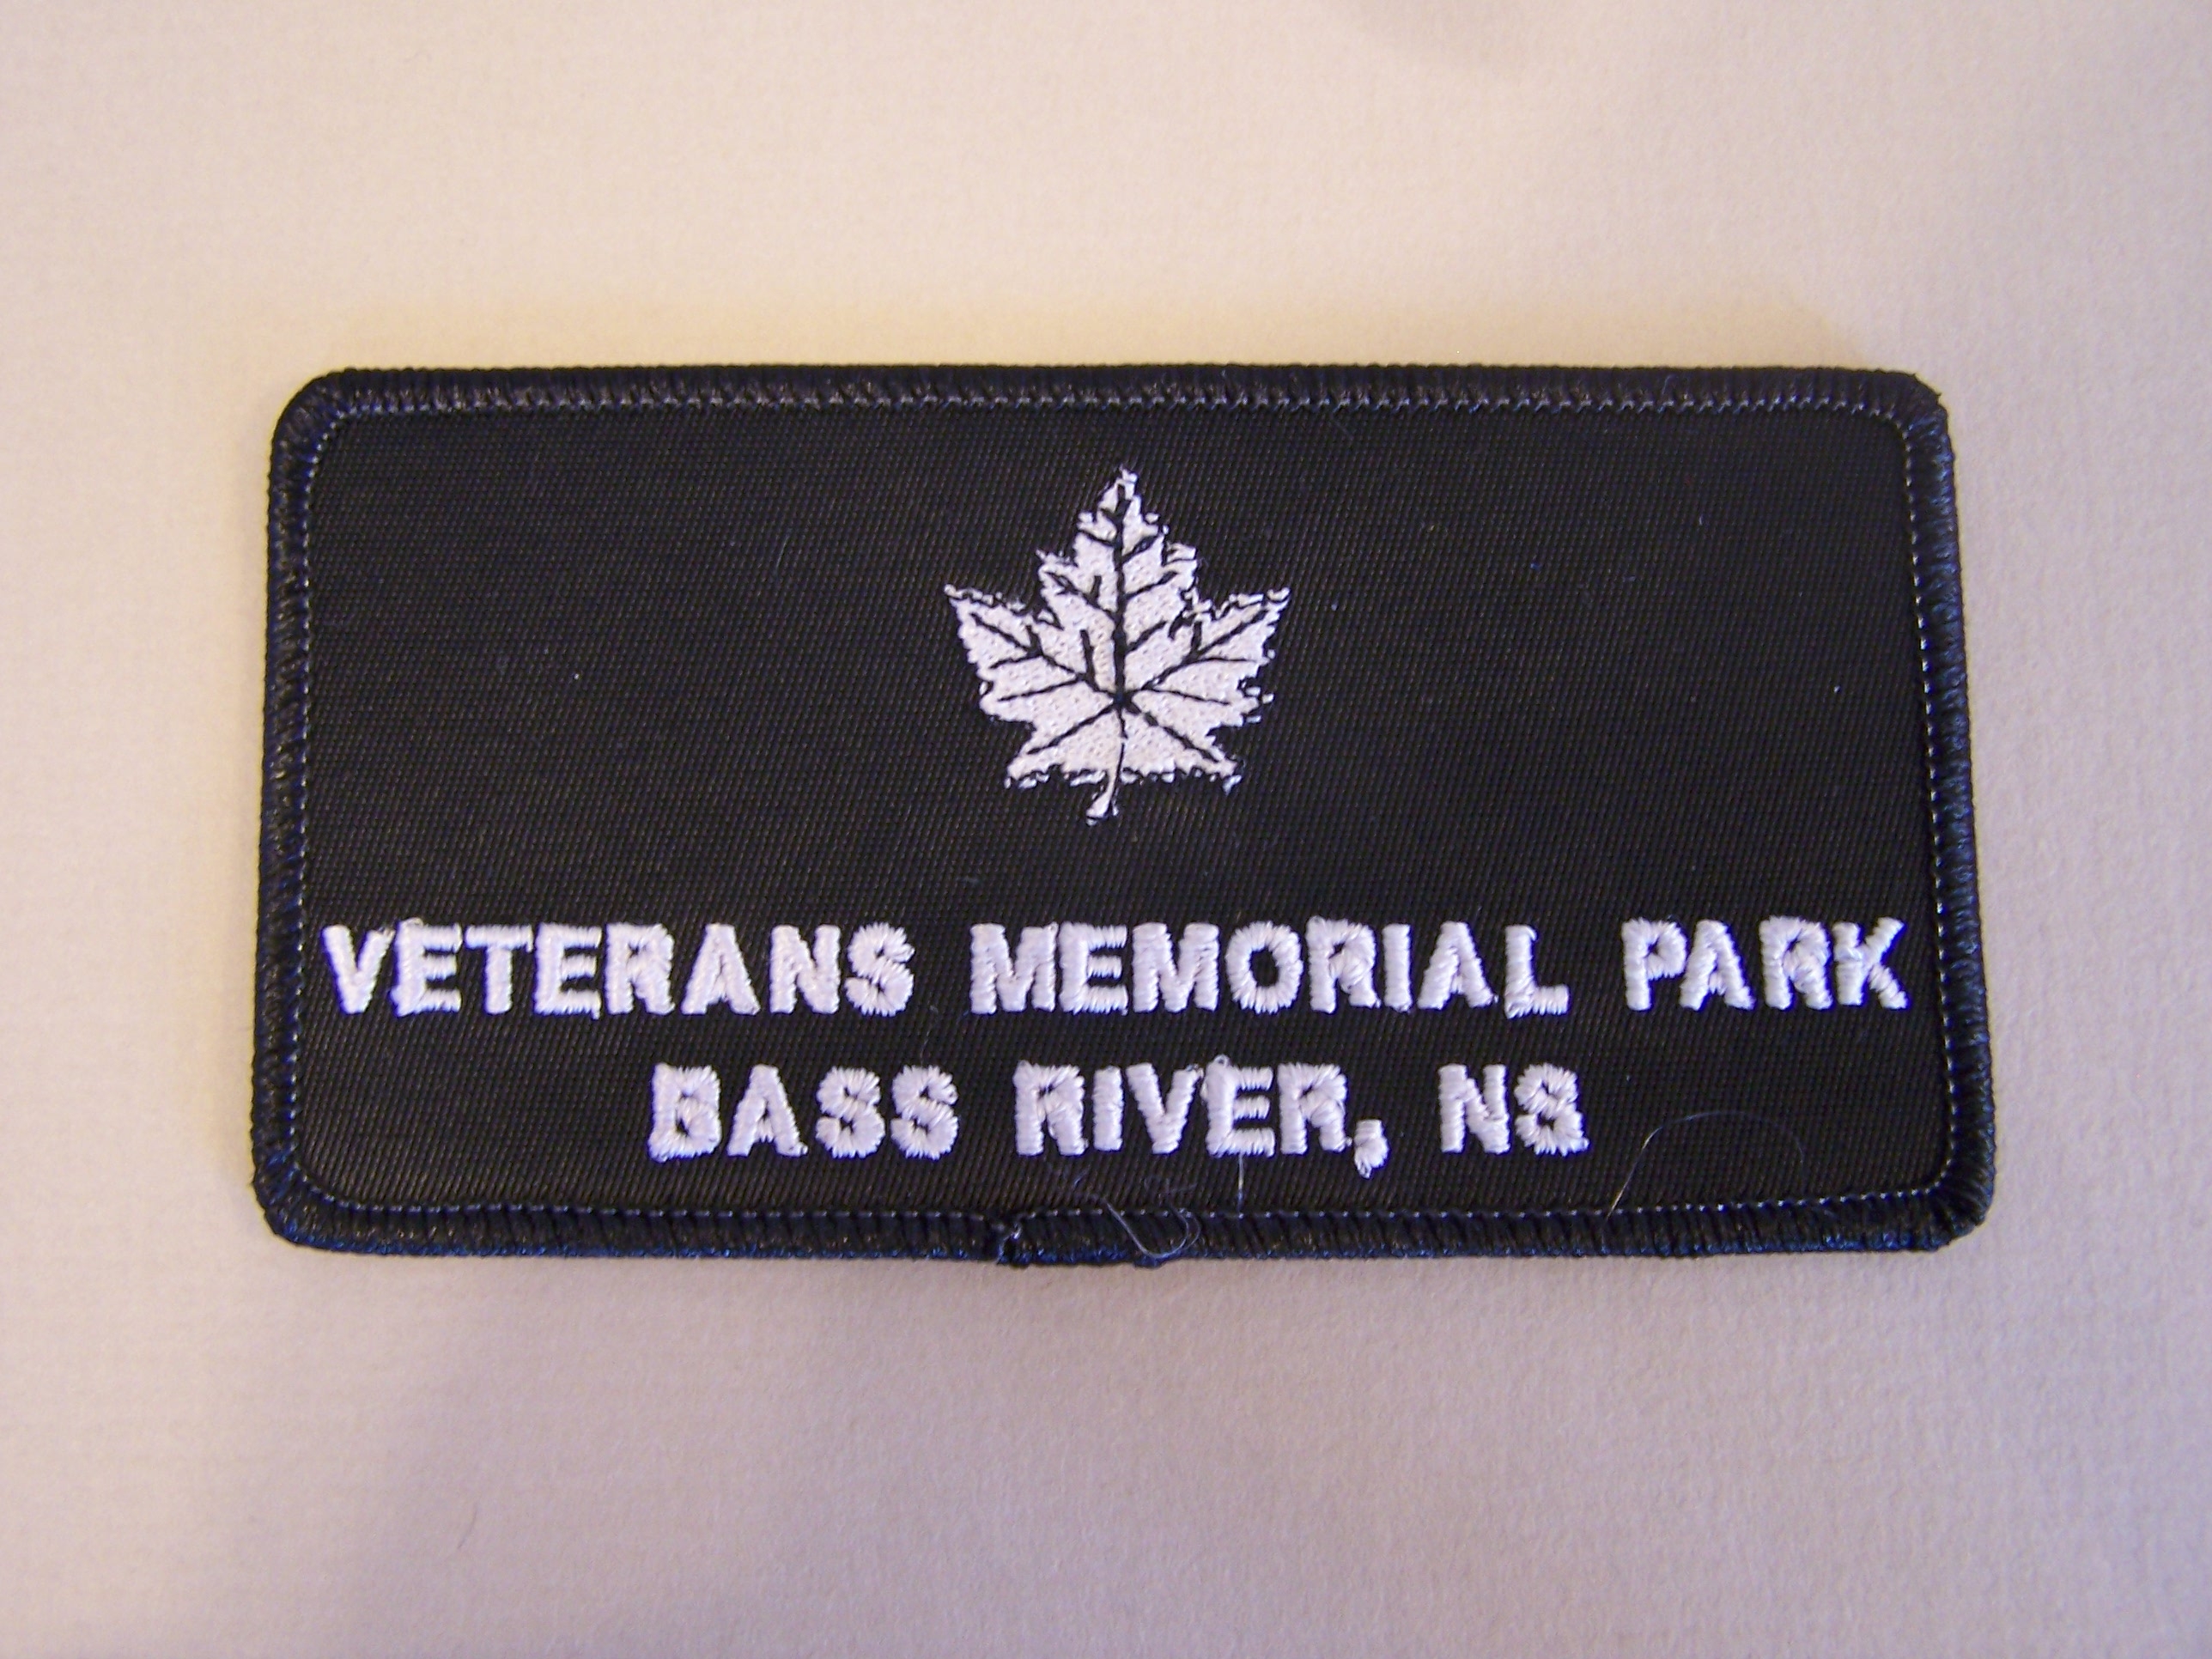 VETERANS MEMORIAL PARK
BASS RIVER, NS